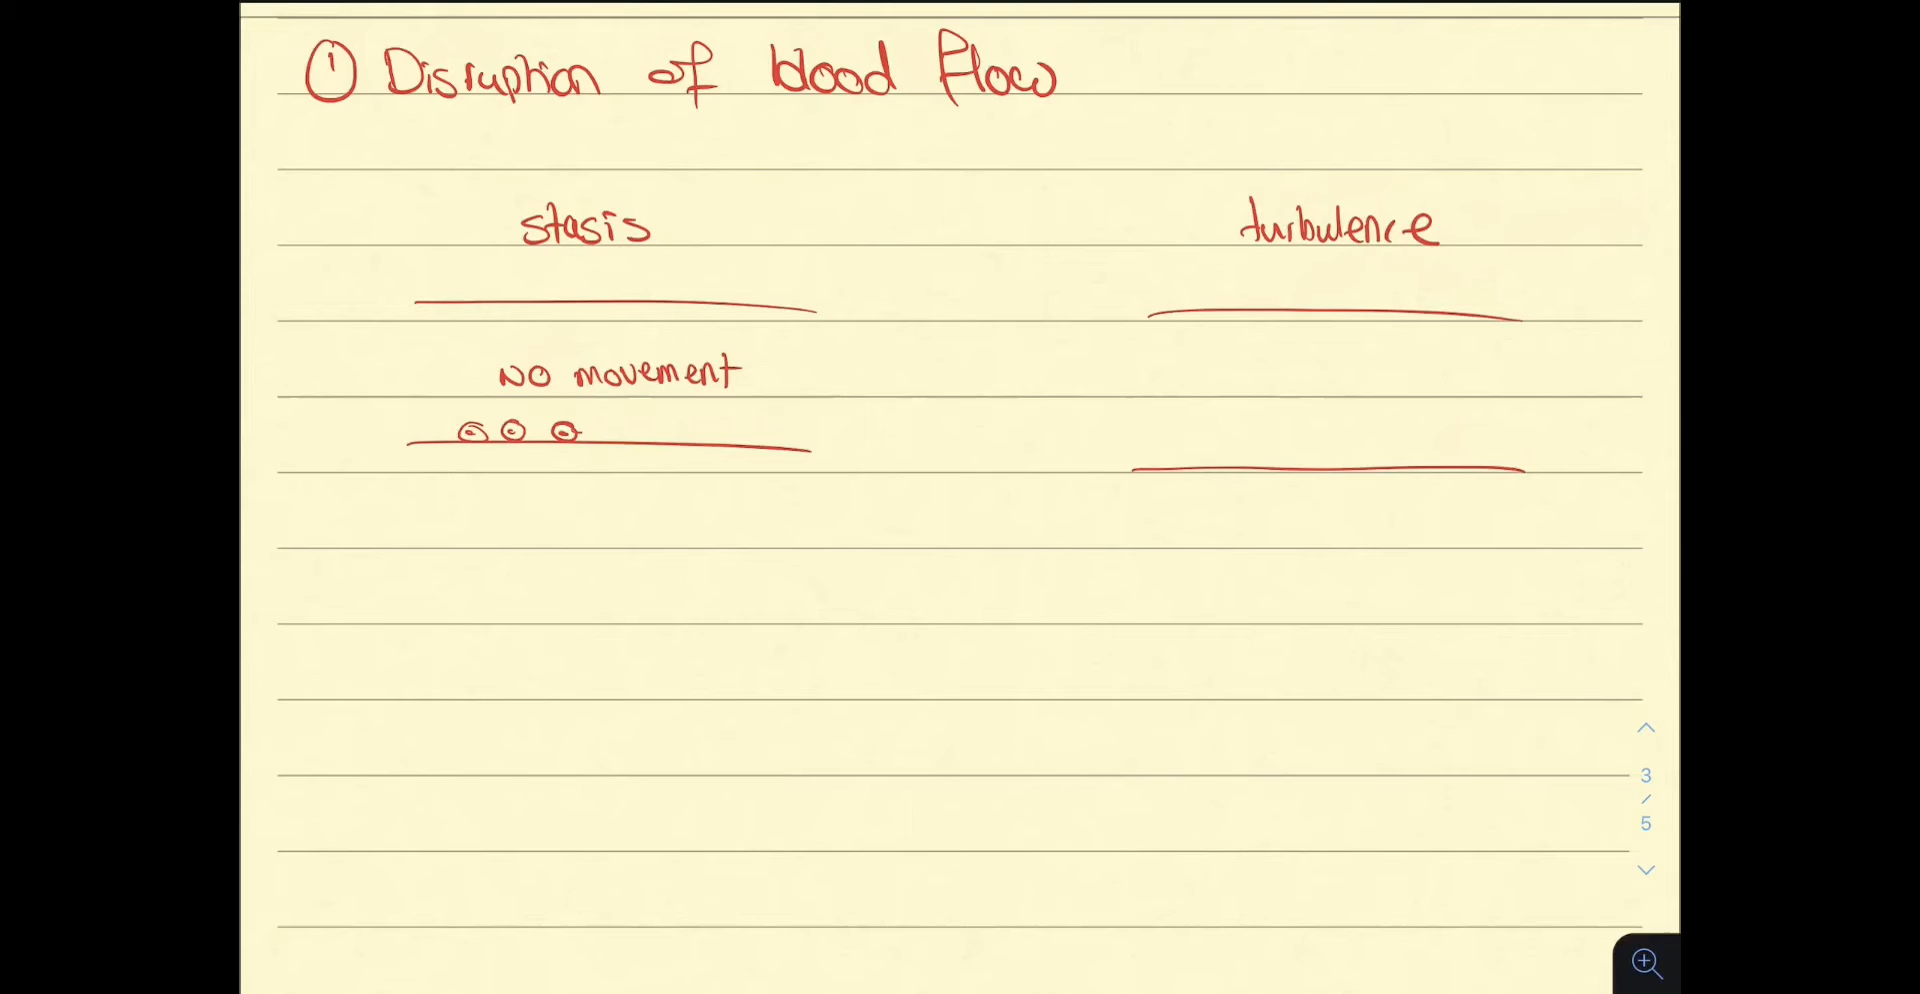 ① Disruption of blood flow
stasis
turbulence
NO movement
3
/
5